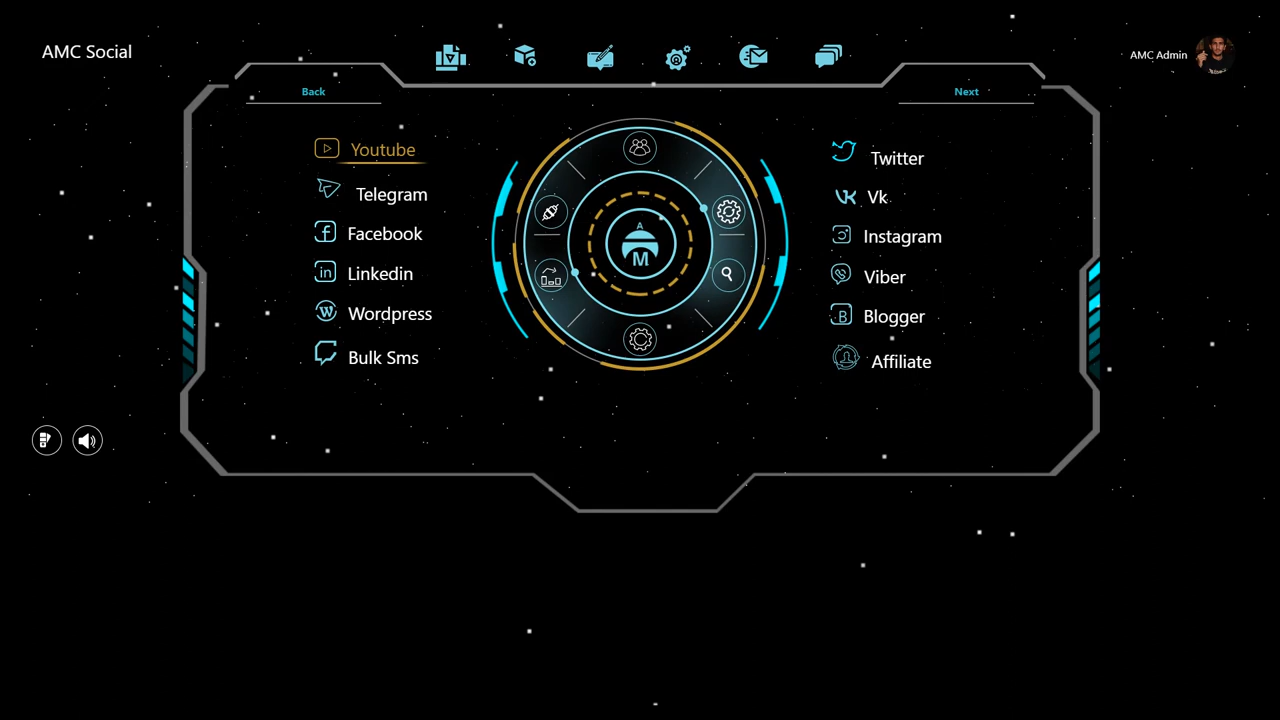 AMC Social
AMC Admin
Back
Next
Youtube
Telegram
Facebook
Linkedin
Wordpress
Bulk Sms
A
M
Twitter
Vk
Instagram
Viber
Blogger
Affiliate